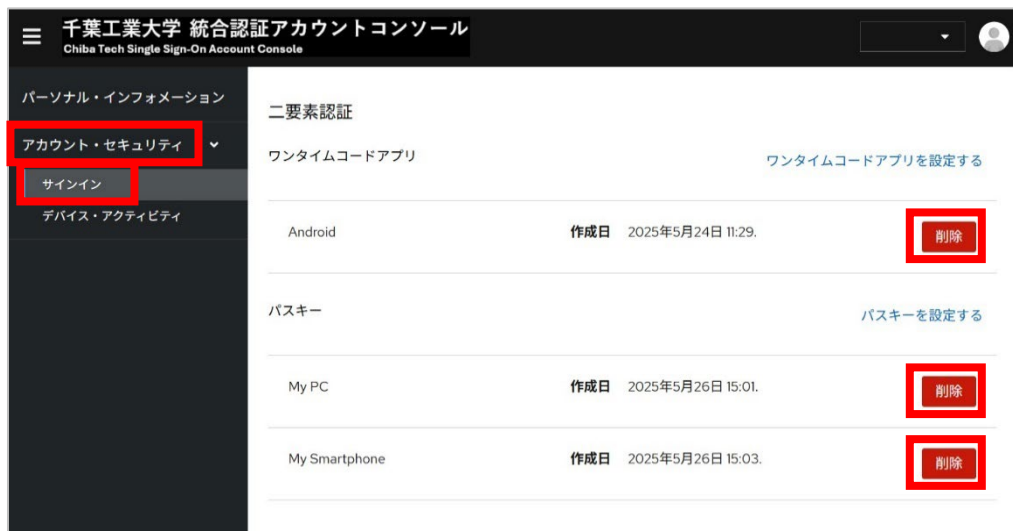 千葉工業大学 統合認証アカウントコンソール
Chiba Tech Single Sign-On Account Console
パーソナル・インフォメーション
アカウント・セキュリティ
サインイン
デバイス・アクティビティ
二要素認証
ワンタイムコードアプリ ワンタイムコードアプリを設定する
Android 作成日 2025年5月24日 11:29. 削除
パスキー パスキーを設定する
My PC 作成日 2025年5月26日 15:01. 削除
My Smartphone 作成日 2025年5月26日 15:03. 削除